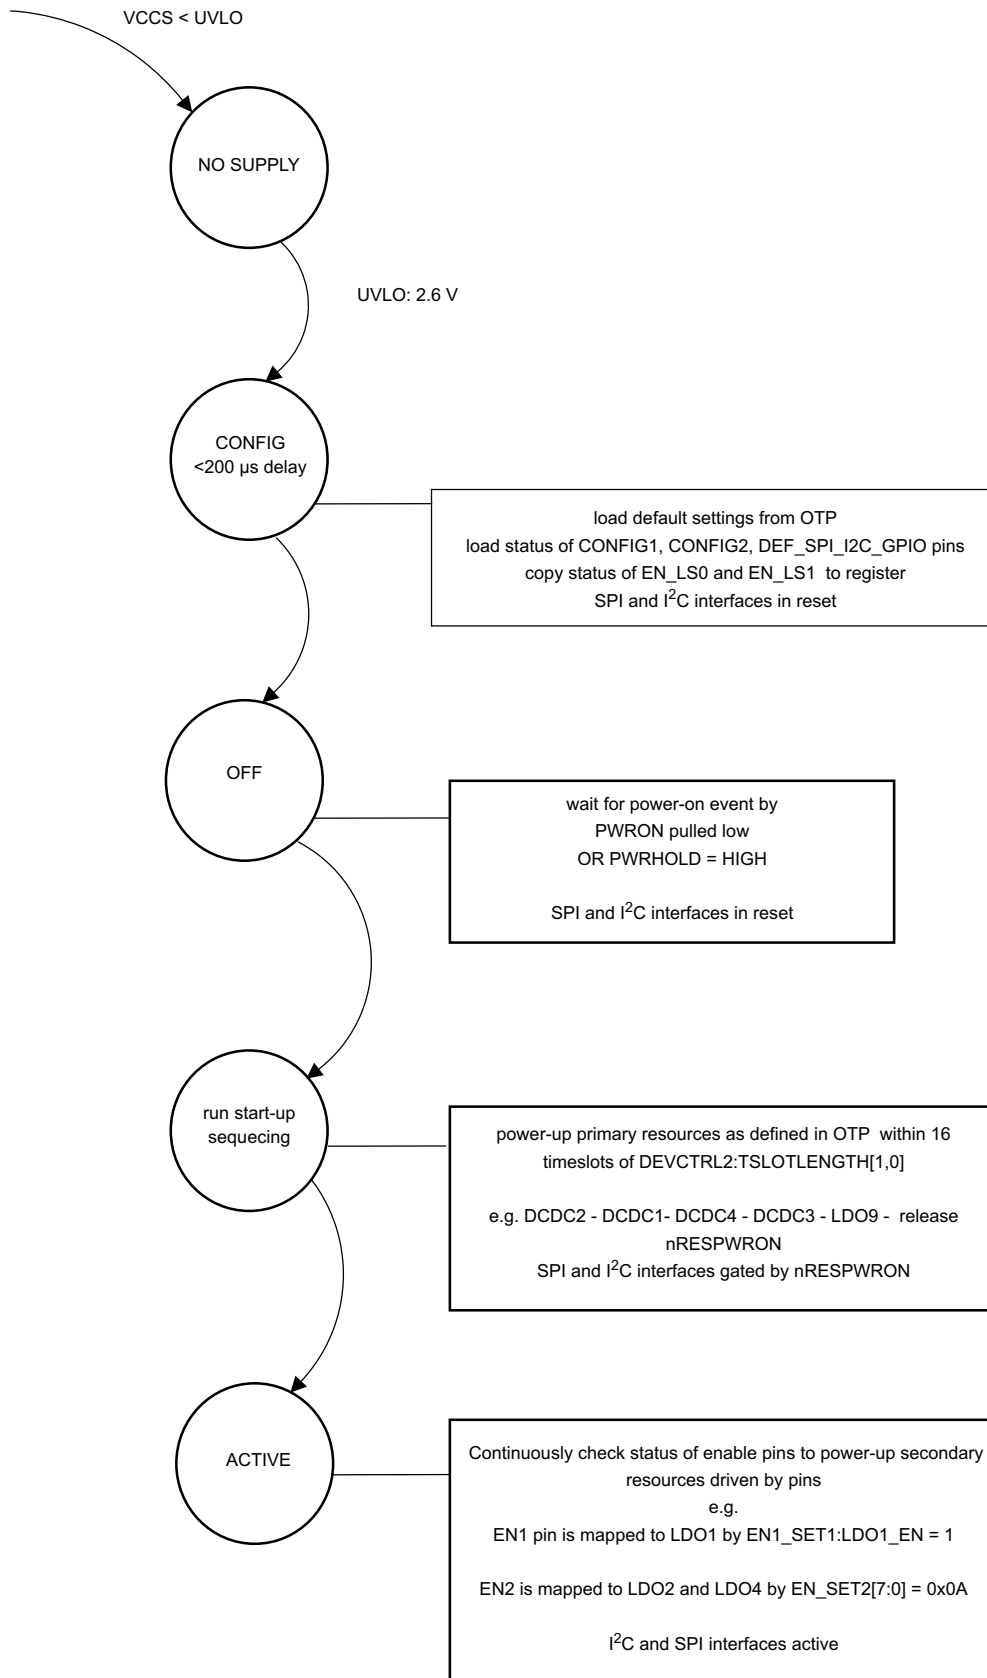 VCCS < UVLO
NO SUPPLY
UVLO: 2.6 V
CONFIG
<200 µs delay
load default settings from OTP
load status of CONFIG1, CONFIG2, DEF_SPI_I2C_GPIO pins
copy status of EN_LS0 and EN_LS1 to register
SPI and I²C interfaces in reset
OFF
wait for power-on event by
PWRON pulled low
OR PWRHOLD = HIGH
SPI and I²C interfaces in reset
run start-up
sequecing
power-up primary resources as defined in OTP within 16
timeslots of DEVCTRL2:TSLOTLENGTH[1,0]
e.g. DCDC2 - DCDC1- DCDC4 - DCDC3 - LDO9 - release
nRESPWRON
SPI and I²C interfaces gated by nRESPWRON
ACTIVE
Continuously check status of enable pins to power-up secondary
resources driven by pins
e.g.
EN1 pin is mapped to LDO1 by EN1_SET1:LDO1_EN = 1
EN2 is mapped to LDO2 and LDO4 by EN_SET2[7:0] = 0x0A
I²C and SPI interfaces active